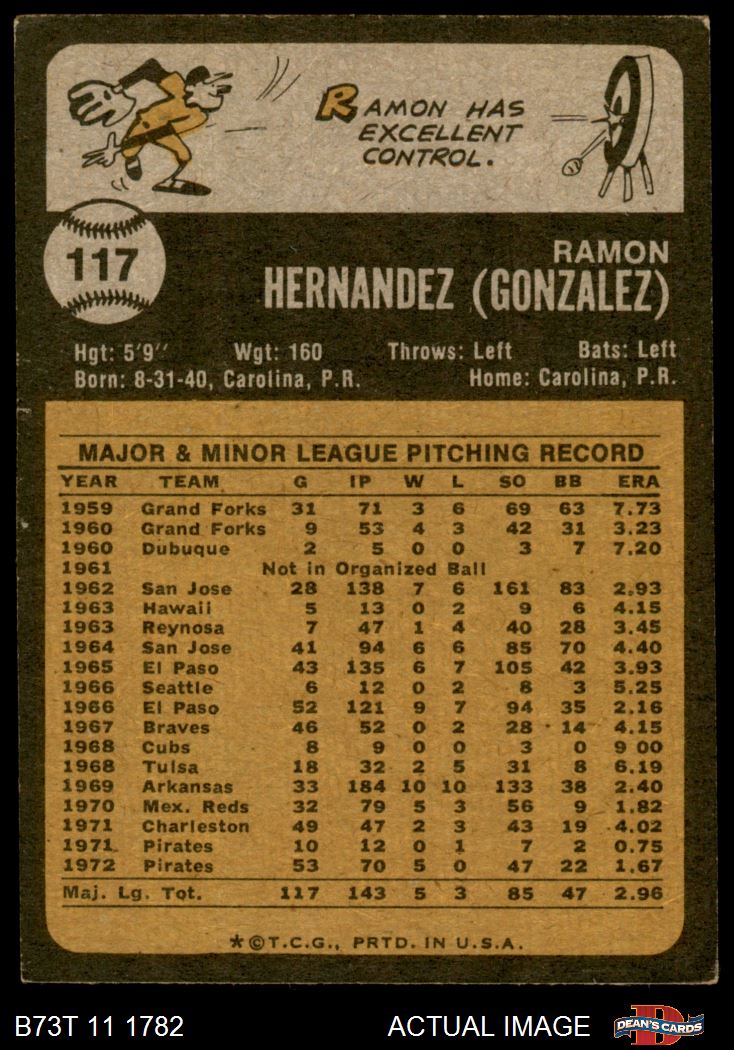 RAMON HAS
EXCELLENT
CONTROL.
117
RAMON
HERNANDEZ (GONZALEZ)
Hgt: 5'9" Wgt: 160 Throws: Left Bats: Left
Born: 8-31-40, Carolina, P.R. Home: Carolina, P.R.
MAJOR & MINOR LEAGUE PITCHING RECORD
YEAR TEAM G IP W L SO BB ERA
1959 Grand Forks 31 71 3 6 69 63 7.73
1960 Grand Forks 9 53 4 3 42 31 3.23
1960 Dubuque 2 5 0 0 3 7 7.20
1961 Not in Organized Ball
1962 San Jose 28 138 7 6 161 83 2.93
1963 Hawaii 5 13 0 2 9 6 4.15
1963 Reynosa 7 47 1 4 40 28 3.45
1964 San Jose 41 94 6 6 85 70 4.40
1965 El Paso 43 135 6 7 105 42 3.93
1966 Seattle 6 12 0 2 8 3 5.25
1966 El Paso 52 121 9 7 94 35 2.16
1967 Braves 46 52 0 2 28 14 4.15
1968 Cubs 8 9 0 0 3 0 9 00
1968 Tulsa 18 32 2 5 31 8 6.19
1969 Arkansas 33 184 10 10 133 38 2.40
1970 Mex. Reds 32 79 5 3 56 9 1.82
1971 Charleston 49 47 2 3 43 19 4.02
1971 Pirates 10 12 0 1 7 2 0.75
1972 Pirates 53 70 5 0 47 22 1.67
Maj. Lg. Tot. 117 143 5 3 85 47 2.96
*©T.C.G., PRTD. IN U.S.A.
B73T 11 1782 ACTUAL IMAGE DEAN'S CARDS